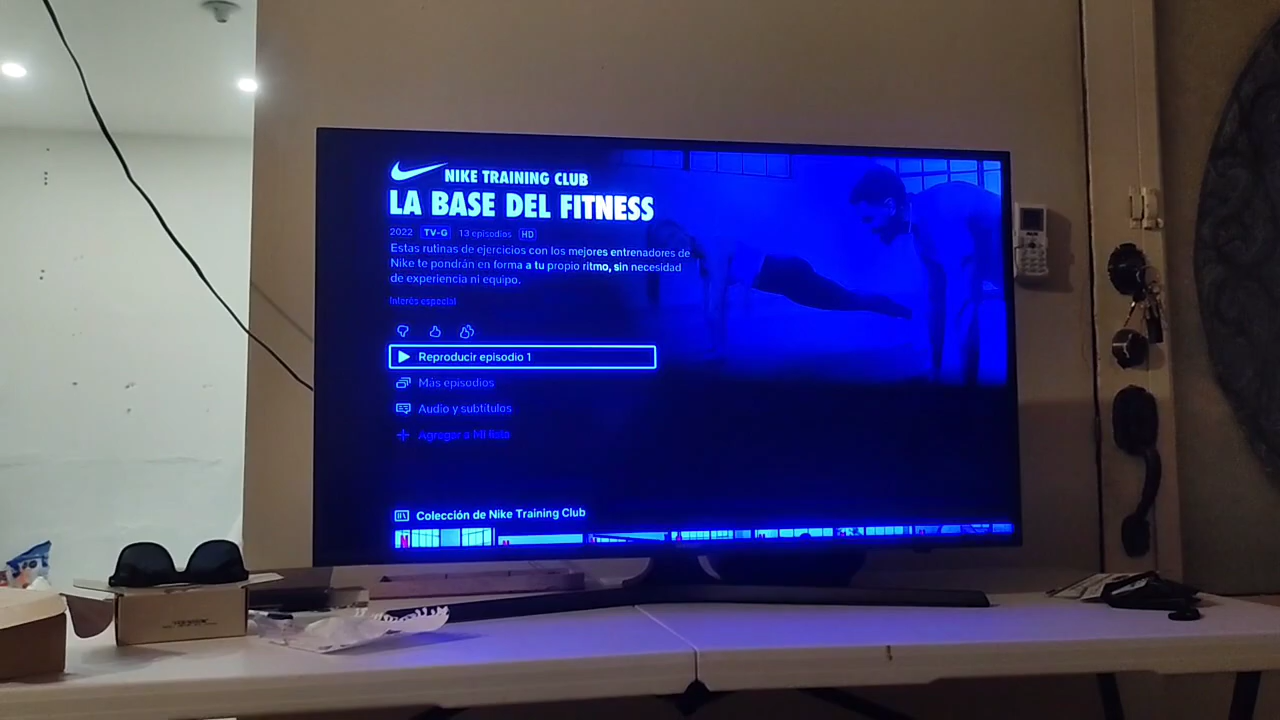 NIKE TRAINING CLUB
LA BASE DEL FITNESS
2022 TV-G 13 episodios HD
Estas rutinas de ejercicios con los mejores entrenadores de
Nike te pondrán en forma a tu propio ritmo, sin necesidad
de experiencia ni equipo.
Interés especial
Reproducir episodio 1
Más episodios
Audio y subtítulos
Agregar a Mi lista
Colección de Nike Training Club